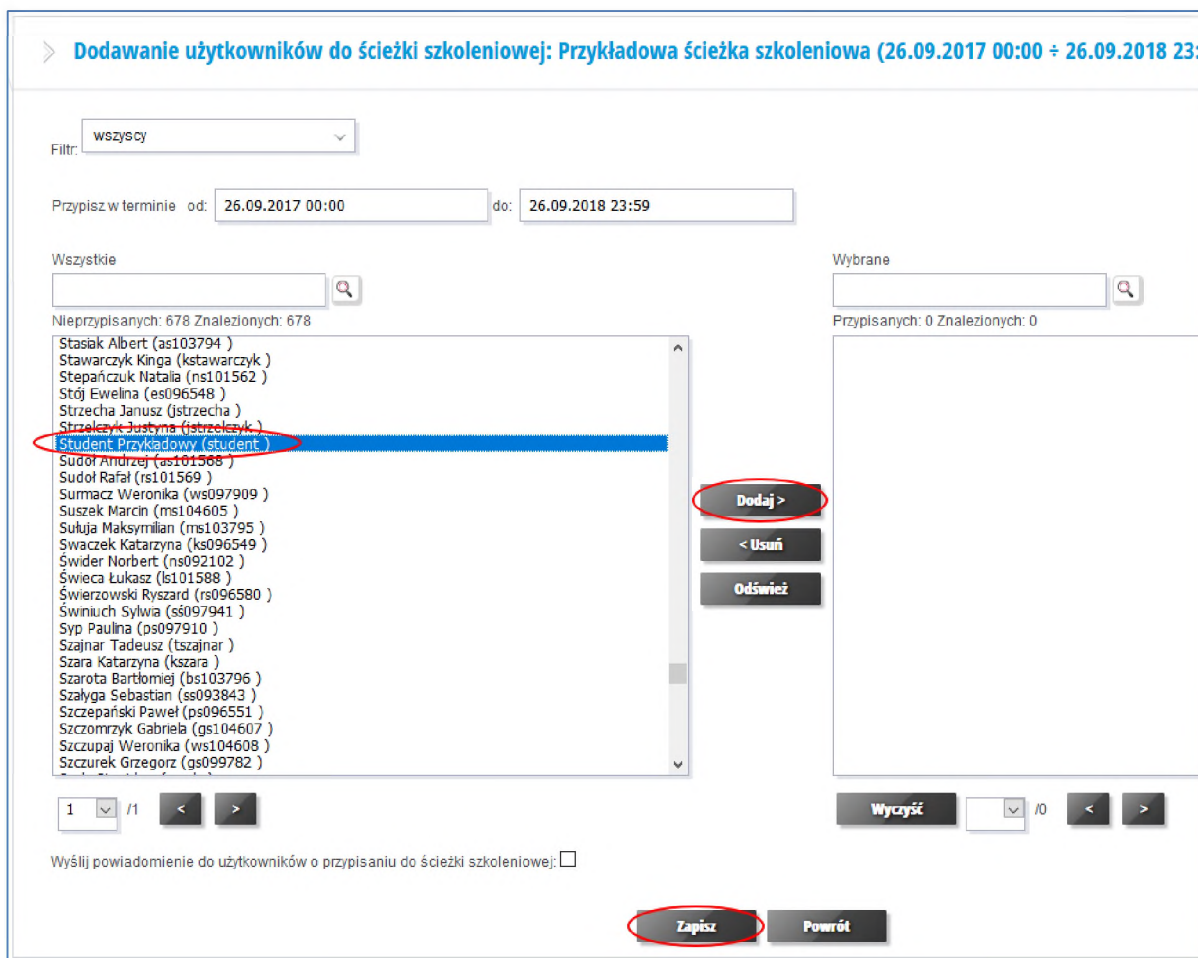 Dodawanie użytkowników do ścieżki szkoleniowej: Przykładowa ścieżka szkoleniowa (26.09.2017 00:00 ÷ 26.09.2018 23:
Filtr: wszyscy
Przypisz w terminie od: 26.09.2017 00:00 do: 26.09.2018 23:59
Wszystkie
Nieprzypisanych: 678 Znalezionych: 678
Stasiak Albert (as103794 )
Stawarczyk Kinga (kstawarczyk )
Stepańczuk Natalia (ns101562 )
Stój Ewelina (es096548 )
Strzecha Janusz (jstrzecha )
Strzelczyk Justyna (jstrzelczyk )
Student Przykładowy (student )
Sudoł Andrzej (as101568 )
Sudoł Rafał (rs101569 )
Surmacz Weronika (ws097909 )
Suszek Marcin (ms104605 )
Sułuja Maksymilian (ms103795 )
Swaczek Katarzyna (ks096549 )
Świder Norbert (ns092102 )
Świeca Łukasz (ls101588 )
Świerzowski Ryszard (rs096580 )
Świniuch Sylwia (sś097941 )
Syp Paulina (ps097910 )
Szajnar Tadeusz (tszajnar )
Szara Katarzyna (kszara )
Szarota Bartłomiej (bs103796 )
Szałyga Sebastian (ss093843 )
Szczepański Paweł (ps096551 )
Szczomrzyk Gabriela (gs104607 )
Szczupaj Weronika (ws104608 )
Szczurek Grzegorz (gs099782 )
1 /1 < >
Dodaj >
< Usuń
Odśwież
Wybrane
Przypisanych: 0 Znalezionych: 0
Wyczyść /0 < >
Wyślij powiadomienie do użytkowników o przypisaniu do ścieżki szkoleniowej:
Zapisz Powrót